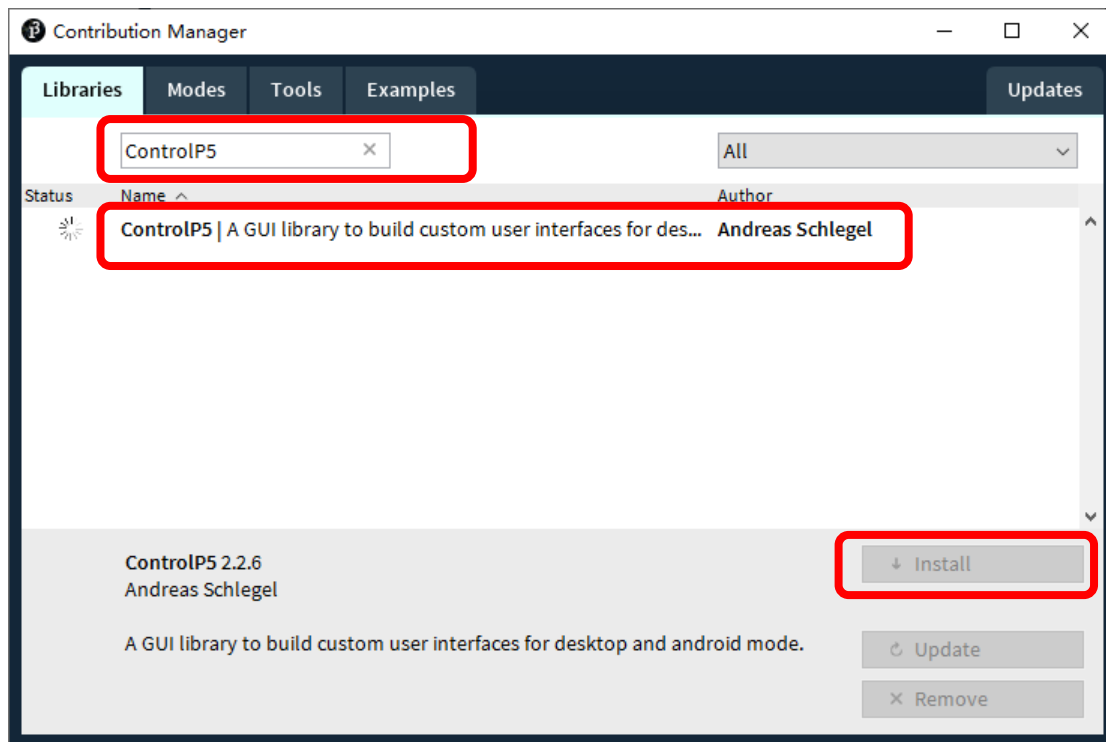 Contribution Manager
Libraries Modes Tools Examples Updates
ControlP5 All
Status Name Author
ControlP5 | A GUI library to build custom user interfaces for des... Andreas Schlegel
ControlP5 2.2.6
Install
Andreas Schlegel
A GUI library to build custom user interfaces for desktop and android mode.
Update
Remove